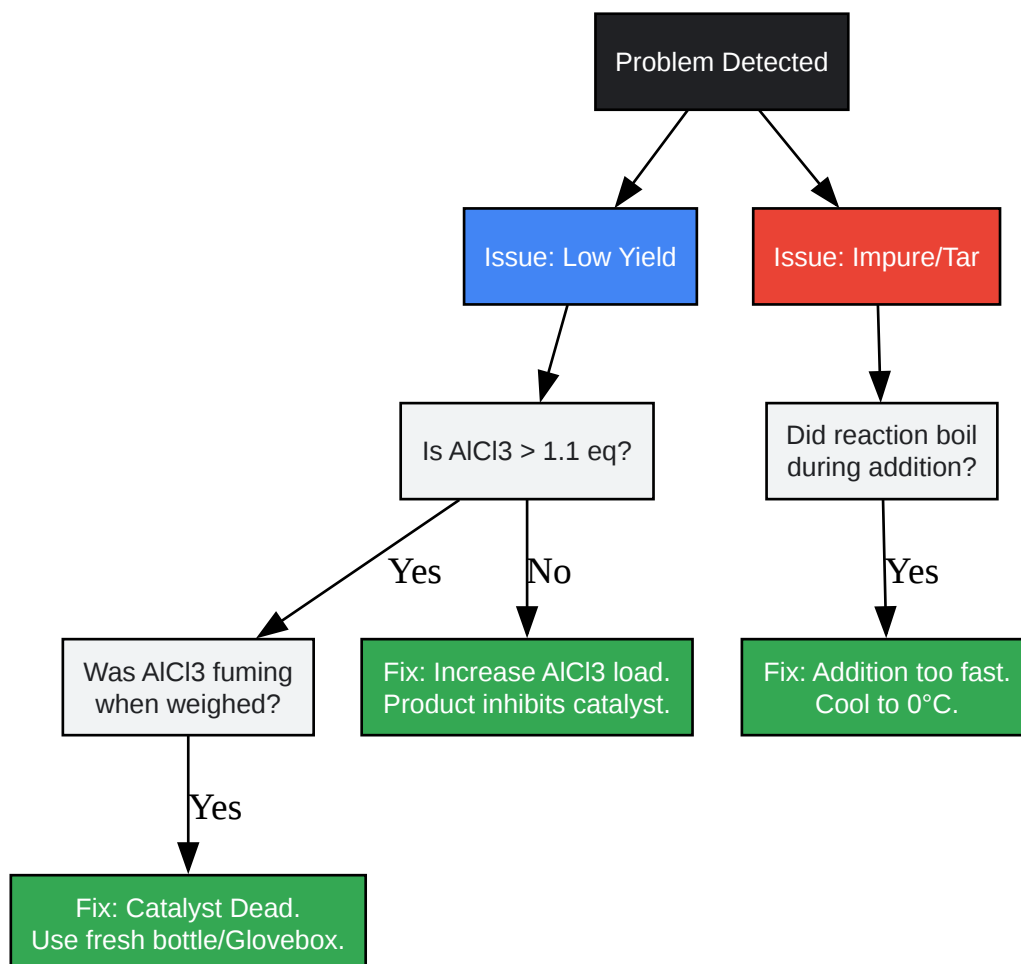 Problem Detected
Issue: Low Yield
Issue: Impure/Tar
Is AlCl3 > 1.1 eq?
Did reaction boil
during addition?
Yes
No
Yes
Was AlCl3 fuming
when weighed?
Fix: Increase AlCl3 load.
Product inhibits catalyst.
Fix: Addition too fast.
Cool to 0°C.
Yes
Fix: Catalyst Dead.
Use fresh bottle/Glovebox.